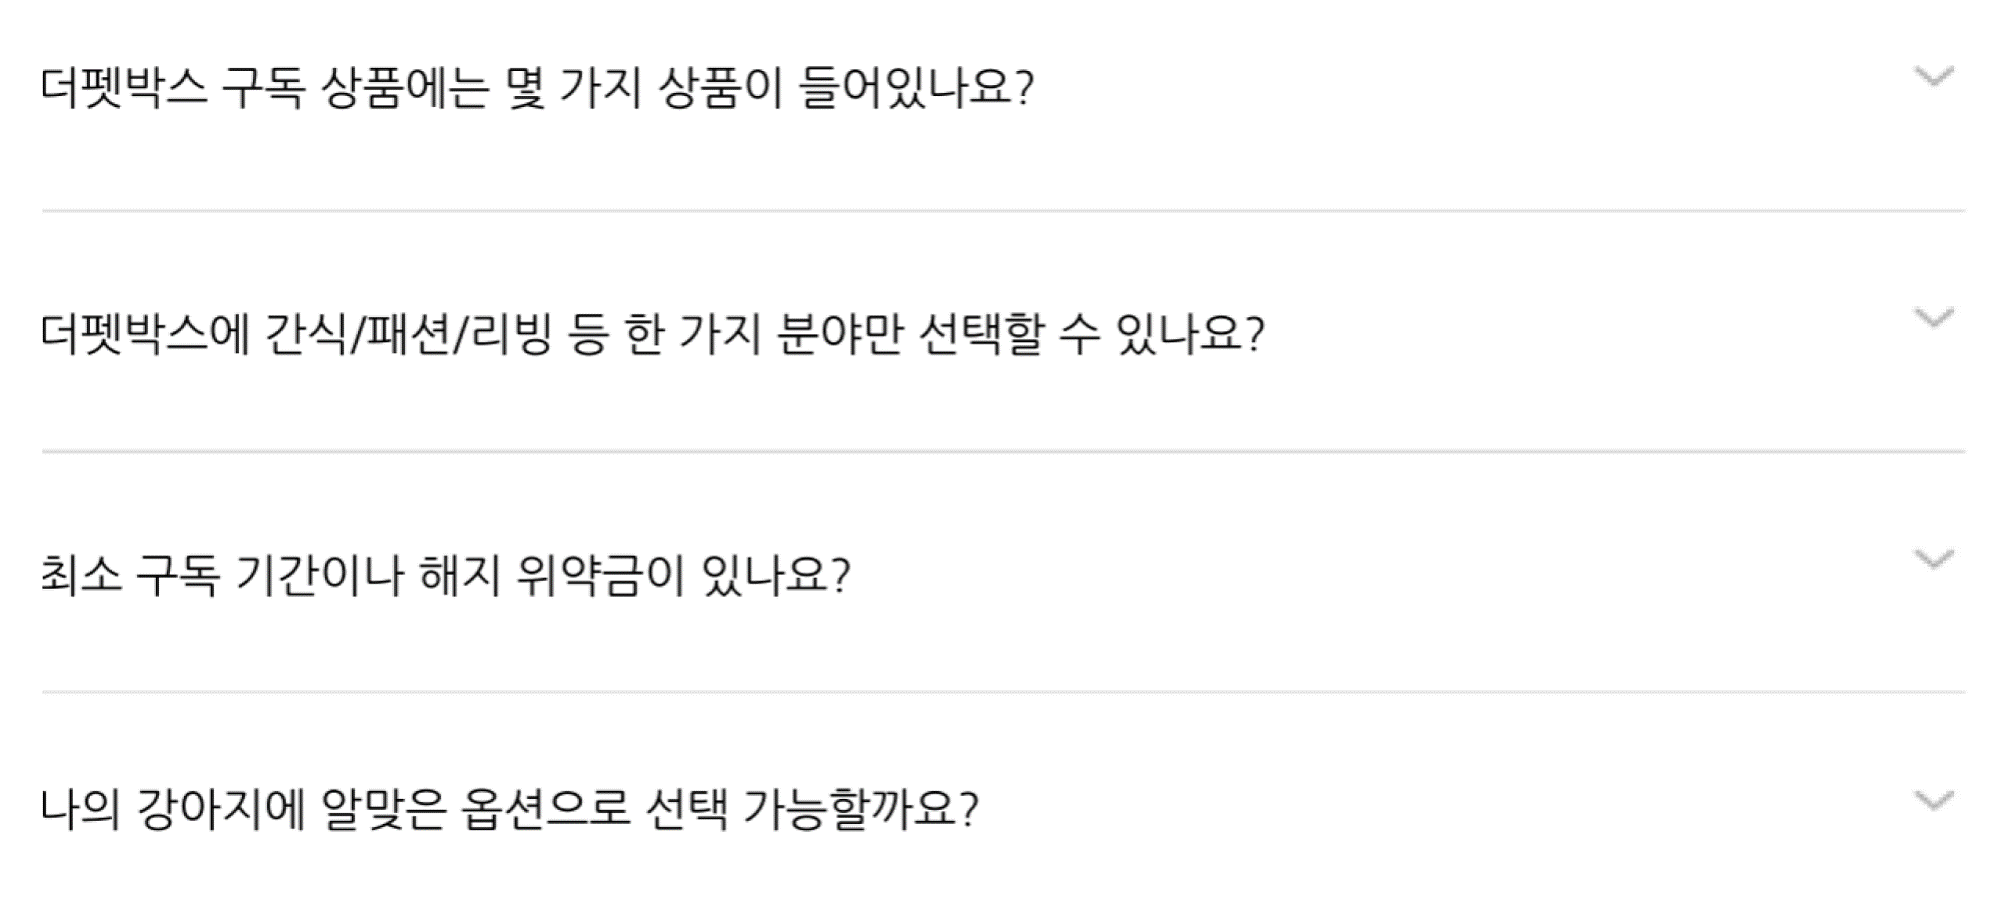 더펫박스 구독 상품에는 몇 가지 상품이 들어있나요?
더펫박스에 간식/패션/리빙 등 한 가지 분야만 선택할 수 있나요?
최소 구독 기간이나 해지 위약금이 있나요?
나의 강아지에 알맞은 옵션으로 선택 가능할까요?